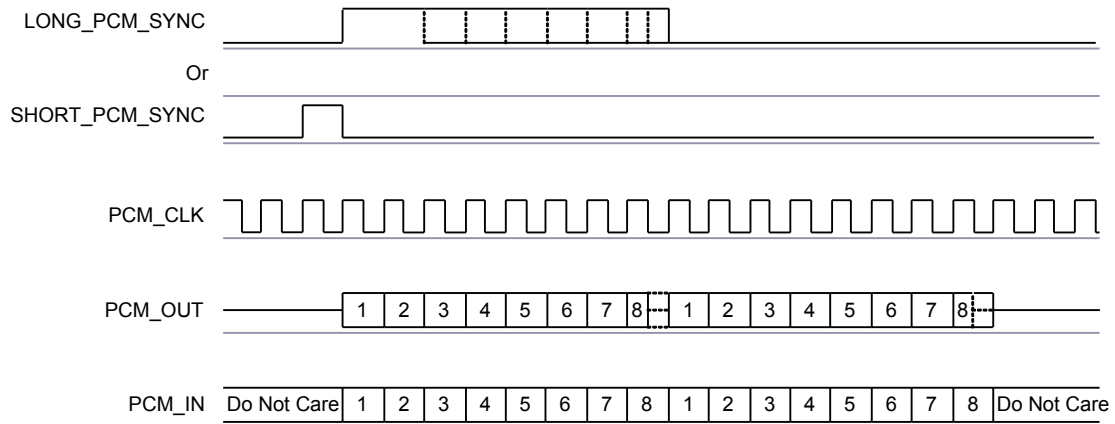 LONG_PCM_SYNC
Or
SHORT_PCM_SYNC
PCM_CLK
PCM_OUT 1 2 3 4 5 6 7 8 1 2 3 4 5 6 7 8
PCM_IN Do Not Care 1 2 3 4 5 6 7 8 1 2 3 4 5 6 7 8 Do Not Care